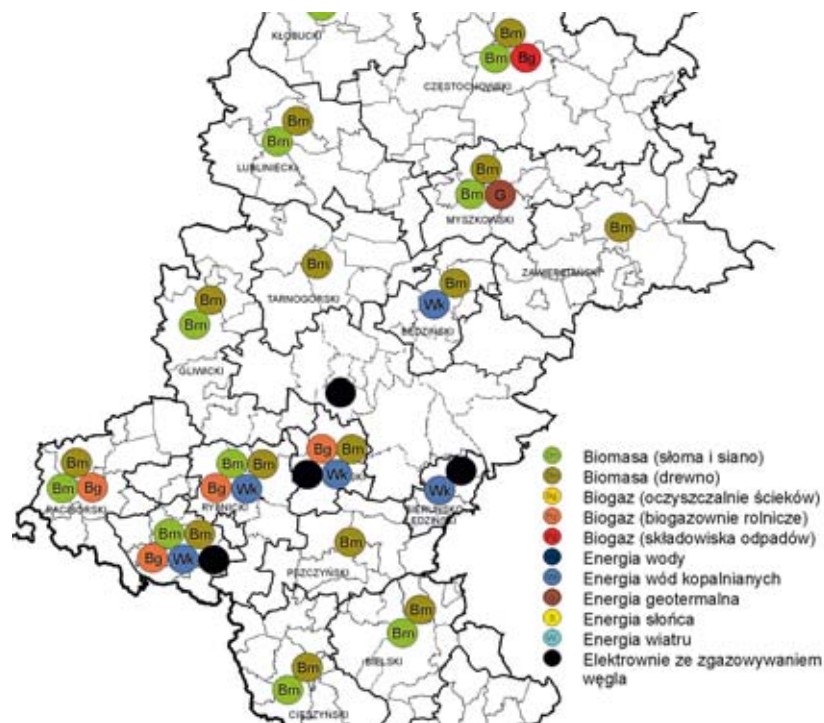 KŁOBUCKI
Bm
Bm Bg
CZĘSTOCHOWSKI
Bm
Bm
LUBLINIECKI
Bm
Bm G
MYSZKOWSKI
Bm
ZAWIERCIAŃSKI
Bm
TARNOGÓRSKI
Bm
Wk
BĘDZIŃSKI
Bm
Bm
GLIWICKI
Bg Bm
Wk
Bm
Bm Bg
RACIBORSKI
Bm Bm
Bg Wk
RYBNICKI
Wk
Bm Bm
Bg Wk
Bm
PSZCZYŃSKI
Bm
Bm
BIELSKI
Bm
Bm
CIESZYŃSKI
Biomasa (słoma i siano)
Biomasa (drewno)
Biogaz (oczyszczalnie ścieków)
Biogaz (biogazownie rolnicze)
Biogaz (składowiska odpadów)
Energia wody
Energia wód kopalnianych
Energia geotermalna
Energia słońca
Energia wiatru
Elektrownie ze zgazowywaniem
węgla